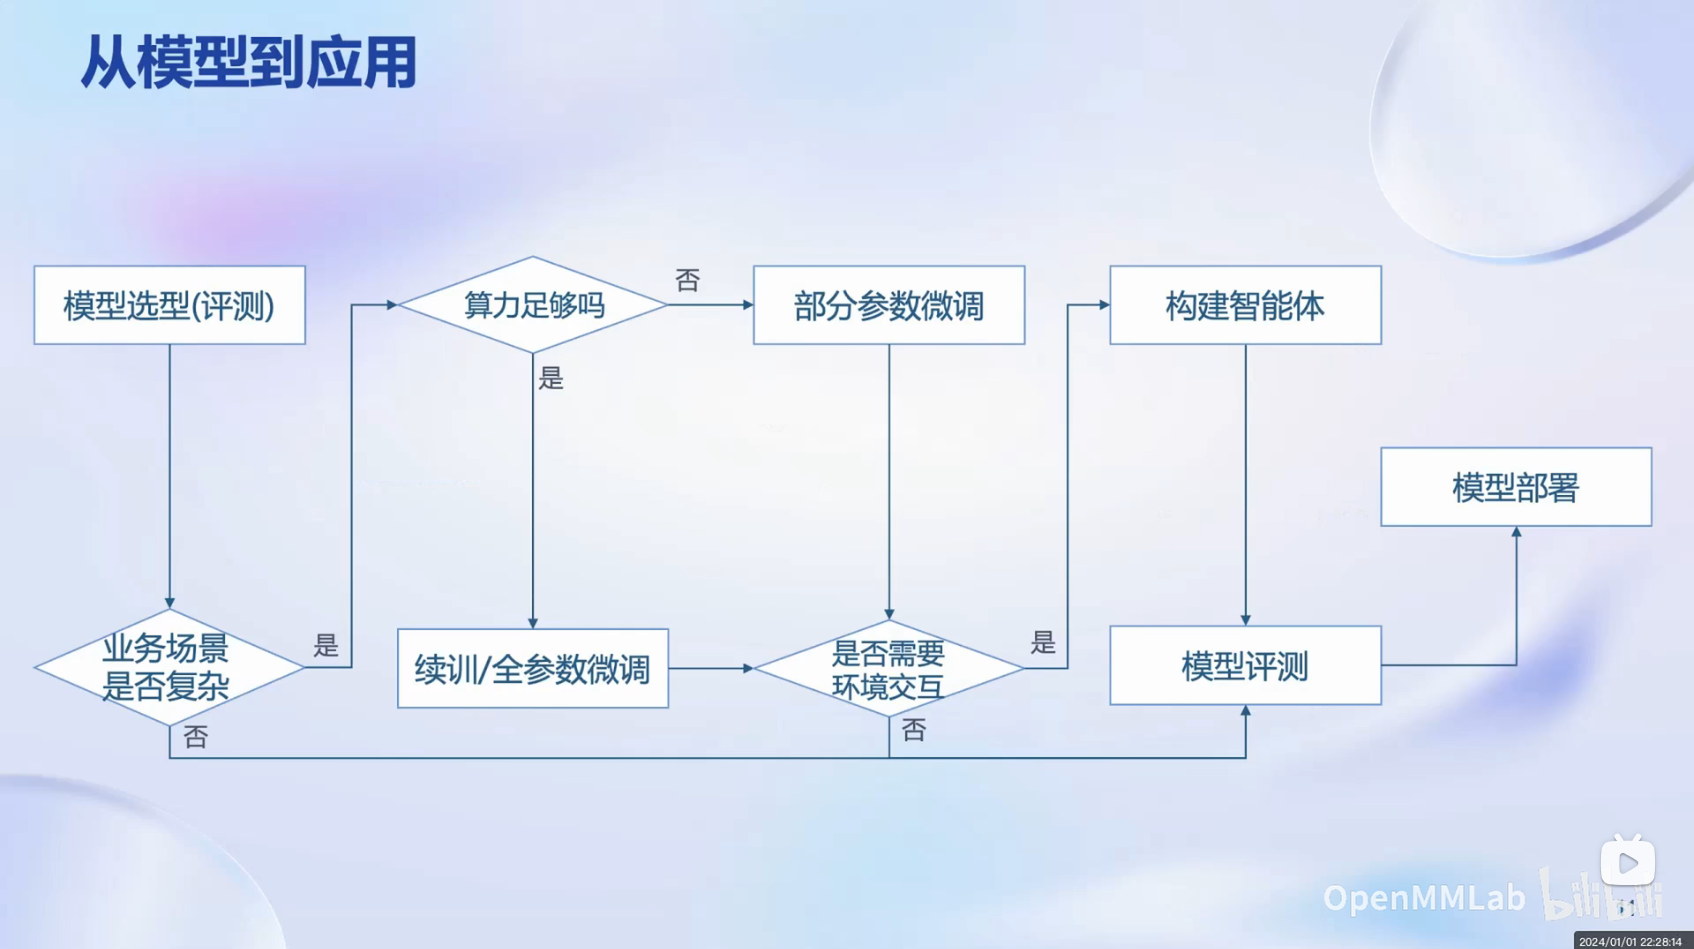 从模型到应用
模型选型(评测)
算力足够吗
否
部分参数微调
构建智能体
是
模型部署
业务场景
是否复杂
是
续训/全参数微调
是否需要
环境交互
是
模型评测
否
否
OpenMMLab
bilibili
2024/01/01 22:28:14